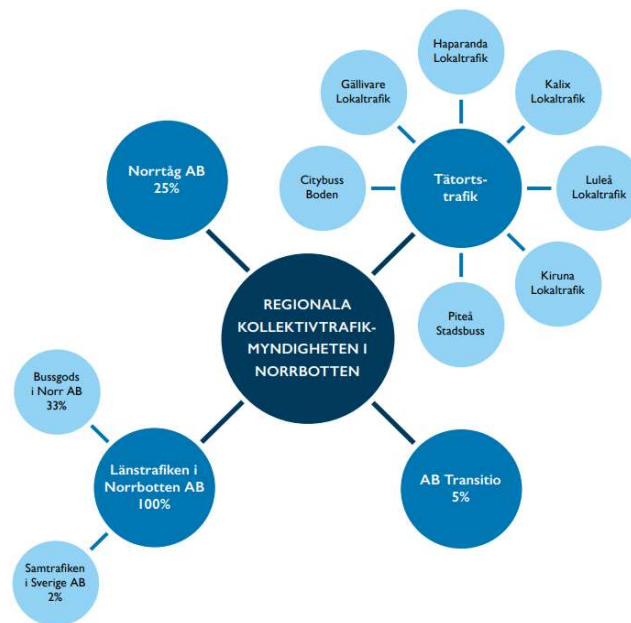 Haparanda
Lokaltrafik
Gällivare
Lokaltrafik
Kalix
Lokaltrafik
Norrtåg AB
25%
Citybuss
Boden
Tätorts-
trafik
Luleå
Lokaltrafik
Kiruna
Lokaltrafik
Piteå
Stadsbuss
REGIONALA
KOLLEKTIVTRAFIK-
MYNDIGHETEN I
NORRBOTTEN
Bussgods
i Norr AB
33%
Länstrafiken i
Norrbotten AB
100%
AB Transitio
5%
Samtrafiken
i Sverige AB
2%